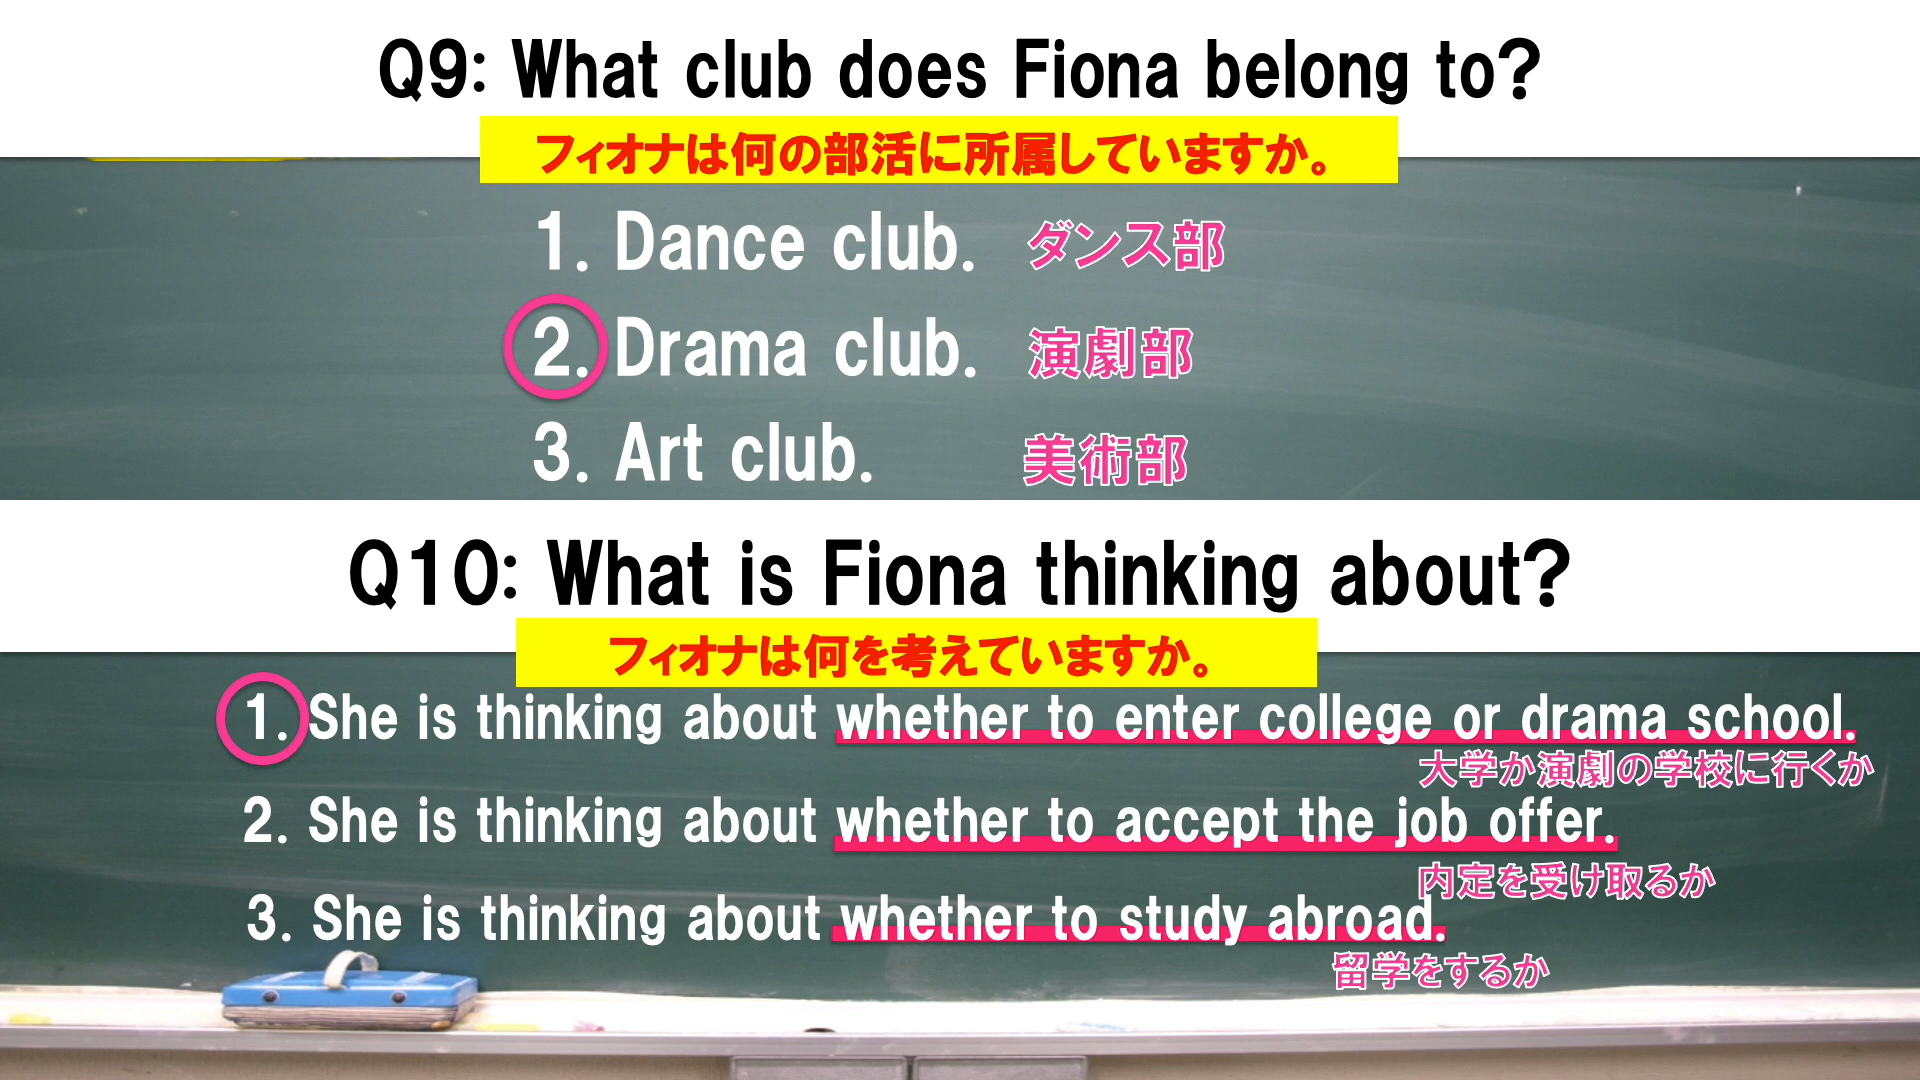 Q9: What club does Fiona belong to?
フィオナは何の部活に所属していますか。
1. Dance club. ダンス部
2. Drama club. 演劇部
3. Art club. 美術部
Q10: What is Fiona thinking about?
フィオナは何を考えていますか。
1. She is thinking about whether to enter college or drama school.
大学か演劇の学校に行くか
2. She is thinking about whether to accept the job offer.
内定を受け取るか
3. She is thinking about whether to study abroad.
留学をするか